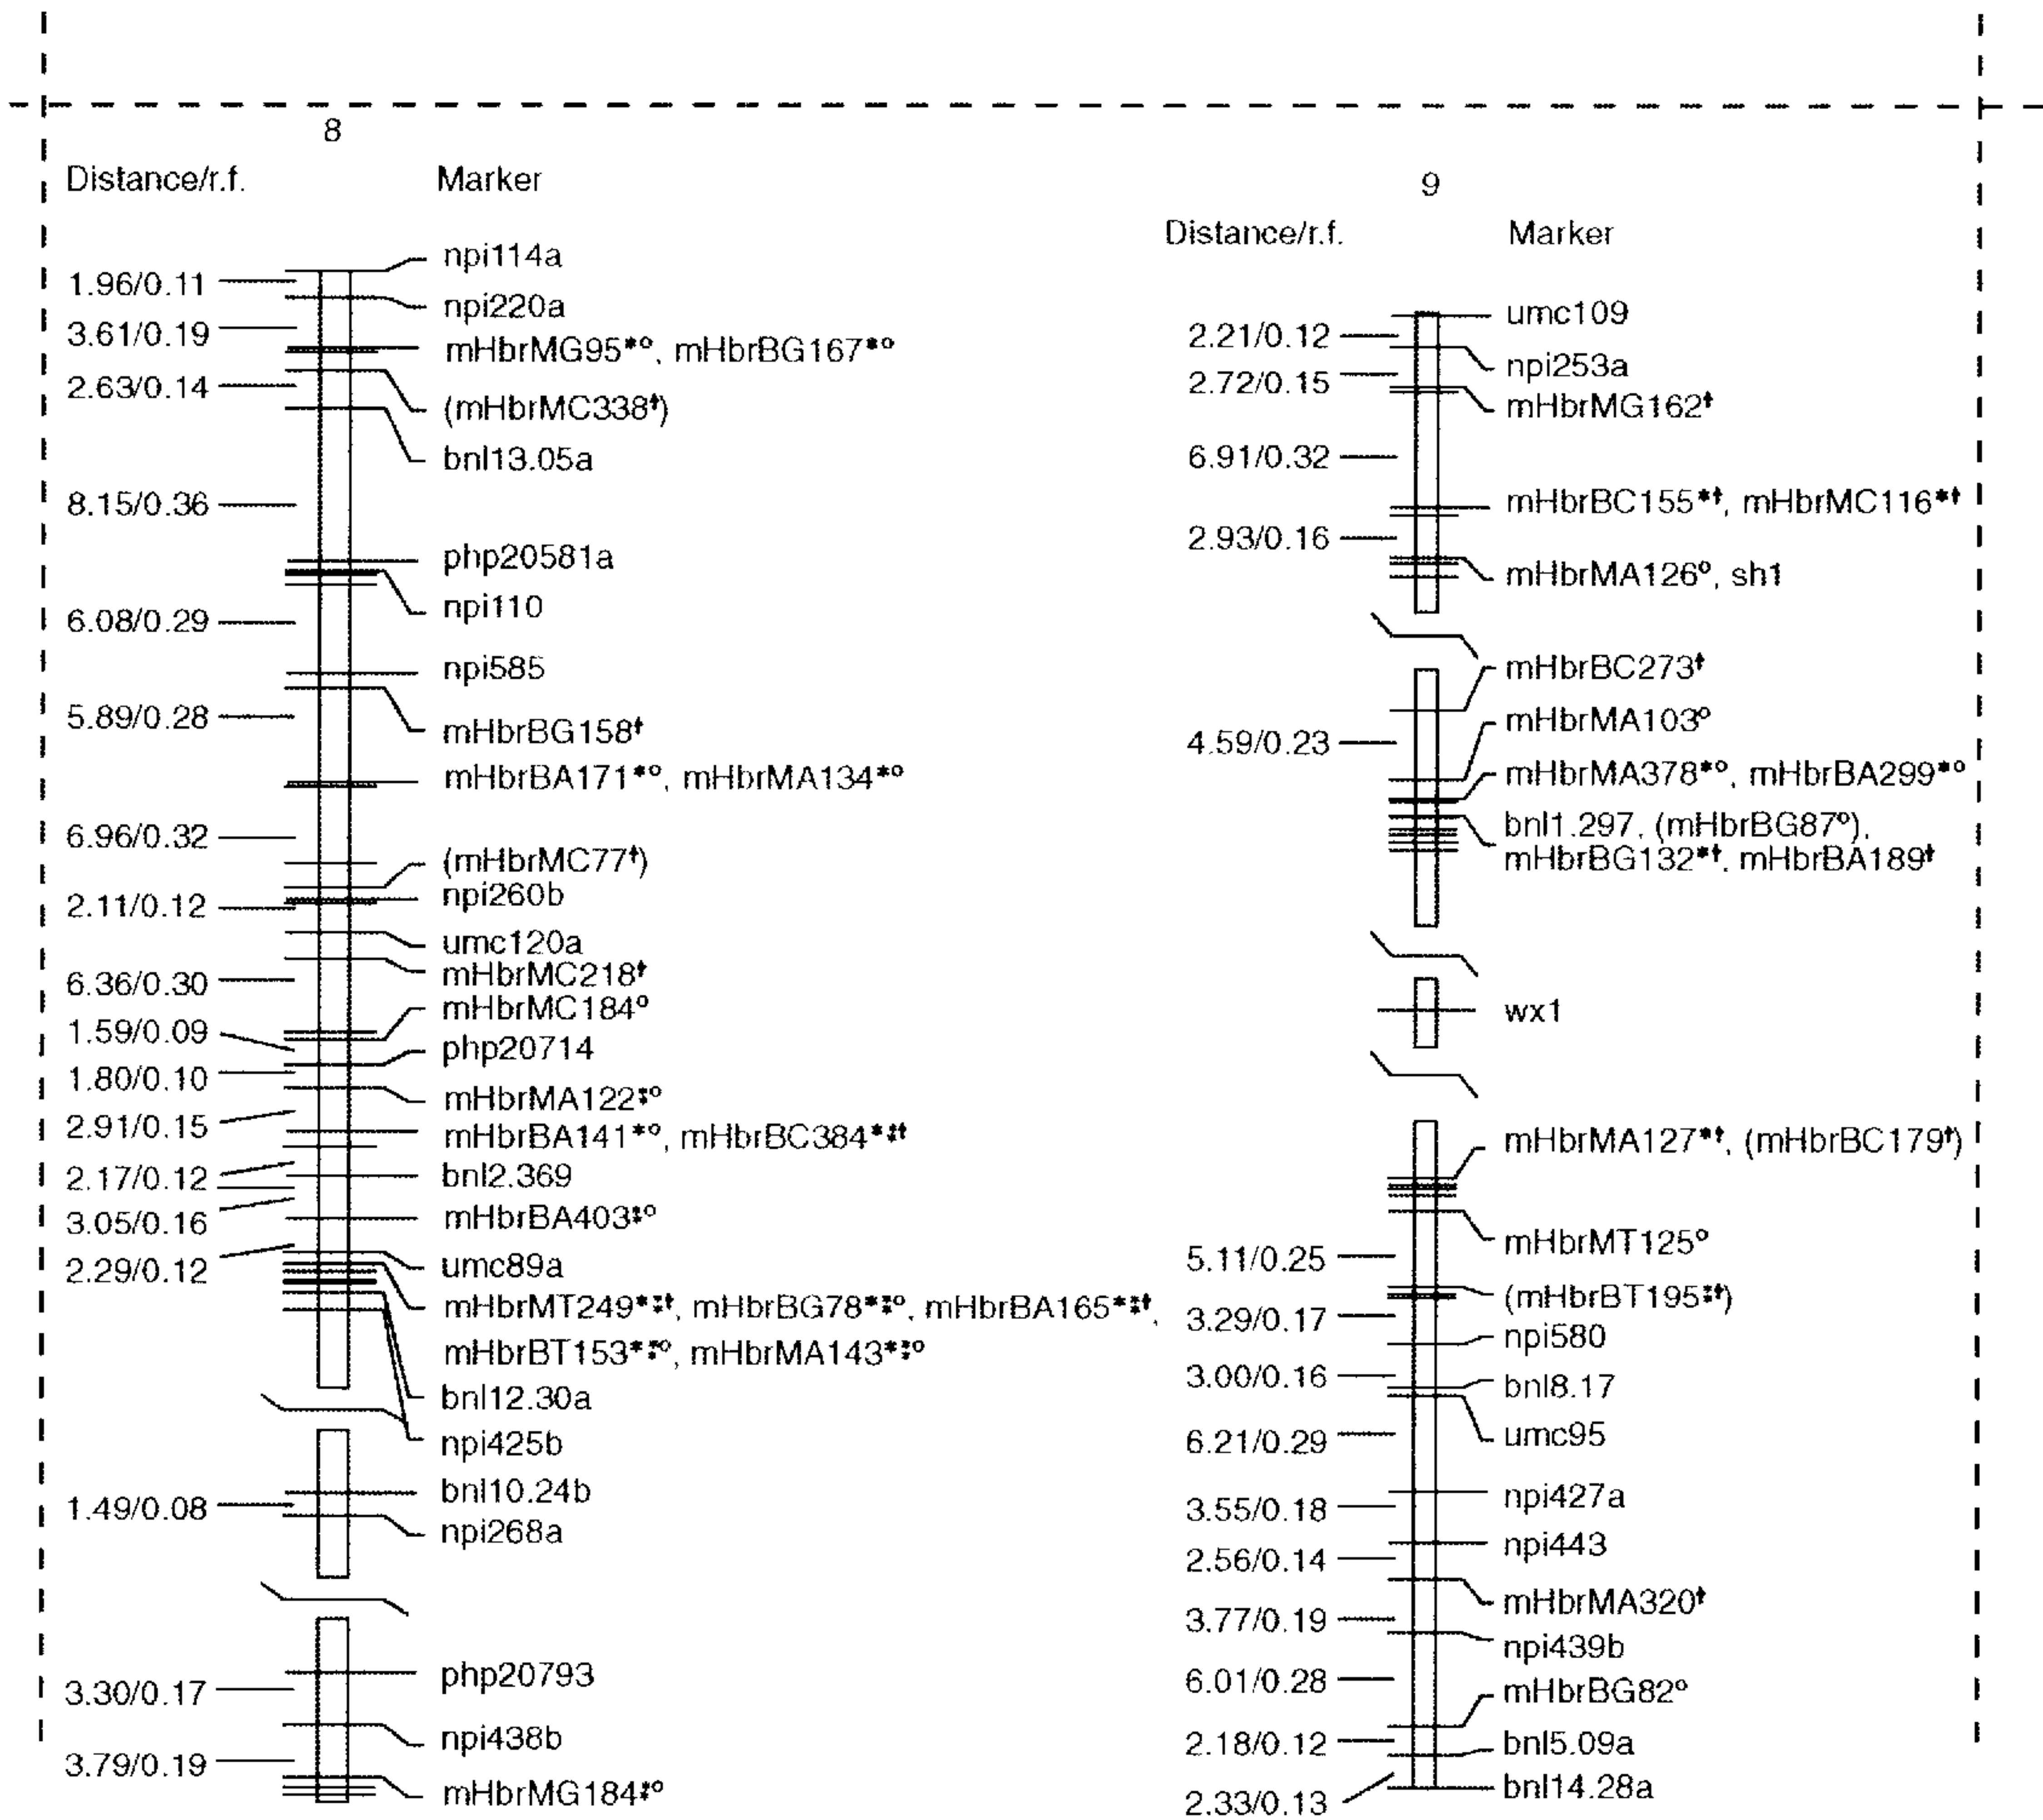 8
Distance/r.f. Marker
npi114a
1.96/0.11
npi220a
3.61/0.19
mHbrMG95*º, mHbrBG167*º
2.63/0.14
(mHbrMC338‡)
bnl13.05a
8.15/0.36
php20581a
npi110
6.08/0.29
npi585
5.89/0.28
mHbrBG158‡
mHbrBA171*º, mHbrMA134*º
6.96/0.32
(mHbrMC77‡)
npi260b
2.11/0.12
umc120a
mHbrMC218‡
6.36/0.30
mHbrMC184º
1.59/0.09
php20714
1.80/0.10
mHbrMA122⁑º
2.91/0.15
mHbrBA141*º, mHbrBC384*⁑‡
2.17/0.12
bnl2.369
3.05/0.16
mHbrBA403⁑º
2.29/0.12
umc89a
mHbrMT249*⁑‡, mHbrBG78*⁑º, mHbrBA165*⁑‡,
mHbrBT153*⁑º, mHbrMA143*⁑º
bnl12.30a
npi425b
bnl10.24b
1.49/0.08
npi268a
php20793
3.30/0.17
npi438b
3.79/0.19
mHbrMG184⁑º
9
Distance/r.f. Marker
umc109
2.21/0.12
npi253a
2.72/0.15
mHbrMG162‡
6.91/0.32
mHbrBC155*‡, mHbrMC116*‡
2.93/0.16
mHbrMA126º, sh1
mHbrBC273‡
mHbrMA103º
4.59/0.23
mHbrMA378*º, mHbrBA299*º
bnl1.297, (mHbrBG87º),
mHbrBG132*‡, mHbrBA189‡
wx1
mHbrMA127*‡, (mHbrBC179‡)
mHbrMT125º
5.11/0.25
(mHbrBT195⁑‡)
3.29/0.17
npi580
3.00/0.16
bnl8.17
umc95
6.21/0.29
npi427a
3.55/0.18
npi443
2.56/0.14
mHbrMA320‡
3.77/0.19
npi439b
6.01/0.28
mHbrBG82º
2.18/0.12
bnl5.09a
bnl14.28a
2.33/0.13